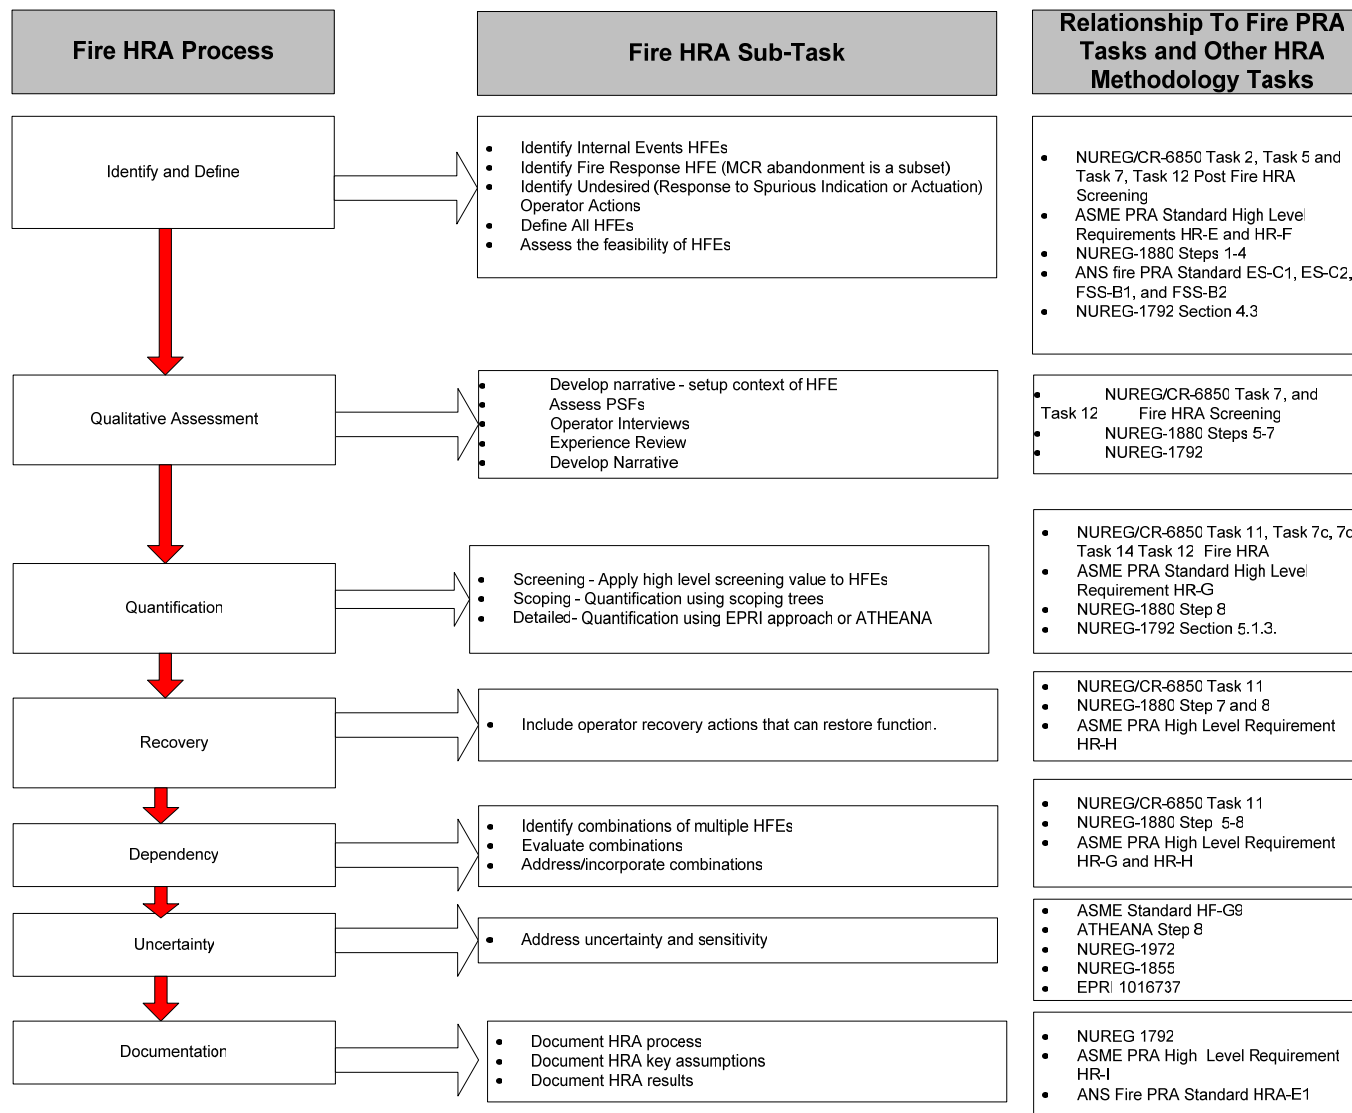 Fire HRA Process
Fire HRA Sub-Task
Relationship To Fire PRA
Tasks and Other HRA
Methodology Tasks
Identify and Define
• Identify Internal Events HFEs
• Identify Fire Response HFE (MCR abandonment is a subset)
• Identify Undesired (Response to Spurious Indication or Actuation)
Operator Actions
• Define All HFEs
• Assess the feasibility of HFEs
• NUREG/CR-6850 Task 2, Task 5 and
Task 7, Task 12 Post Fire HRA
Screening
• ASME PRA Standard High Level
Requirements HR-E and HR-F
• NUREG-1880 Steps 1-4
• ANS fire PRA Standard ES-C1, ES-C2,
FSS-B1, and FSS-B2
• NUREG-1792 Section 4.3
Qualitative Assessment
• Develop narrative - setup context of HFE
• Assess PSFs
• Operator Interviews
• Experience Review
• Develop Narrative
• NUREG/CR-6850 Task 7, and
Task 12 Fire HRA Screening
• NUREG-1880 Steps 5-7
• NUREG-1792
Quantification
• Screening - Apply high level screening value to HFEs
• Scoping - Quantification using scoping trees
• Detailed- Quantification using EPRI approach or ATHEANA
• NUREG/CR-6850 Task 11, Task 7c, 7d
Task 14 Task 12 Fire HRA
• ASME PRA Standard High Level
Requirement HR-G
• NUREG-1880 Step 8
• NUREG-1792 Section 5.1.3.
Recovery
• Include operator recovery actions that can restore function.
• NUREG/CR-6850 Task 11
• NUREG-1880 Step 7 and 8
• ASME PRA High Level Requirement
HR-H
Dependency
• Identify combinations of multiple HFEs
• Evaluate combinations
• Address/incorporate combinations
• NUREG/CR-6850 Task 11
• NUREG-1880 Step 5-8
• ASME PRA High Level Requirement
HR-G and HR-H
Uncertainty
• Address uncertainty and sensitivity
• ASME Standard HF-G9
• ATHEANA Step 8
• NUREG-1972
• NUREG-1855
• EPRI 1016737
Documentation
• Document HRA process
• Document HRA key assumptions
• Document HRA results
• NUREG 1792
• ASME PRA High Level Requirement
HR-I
• ANS Fire PRA Standard HRA-E1